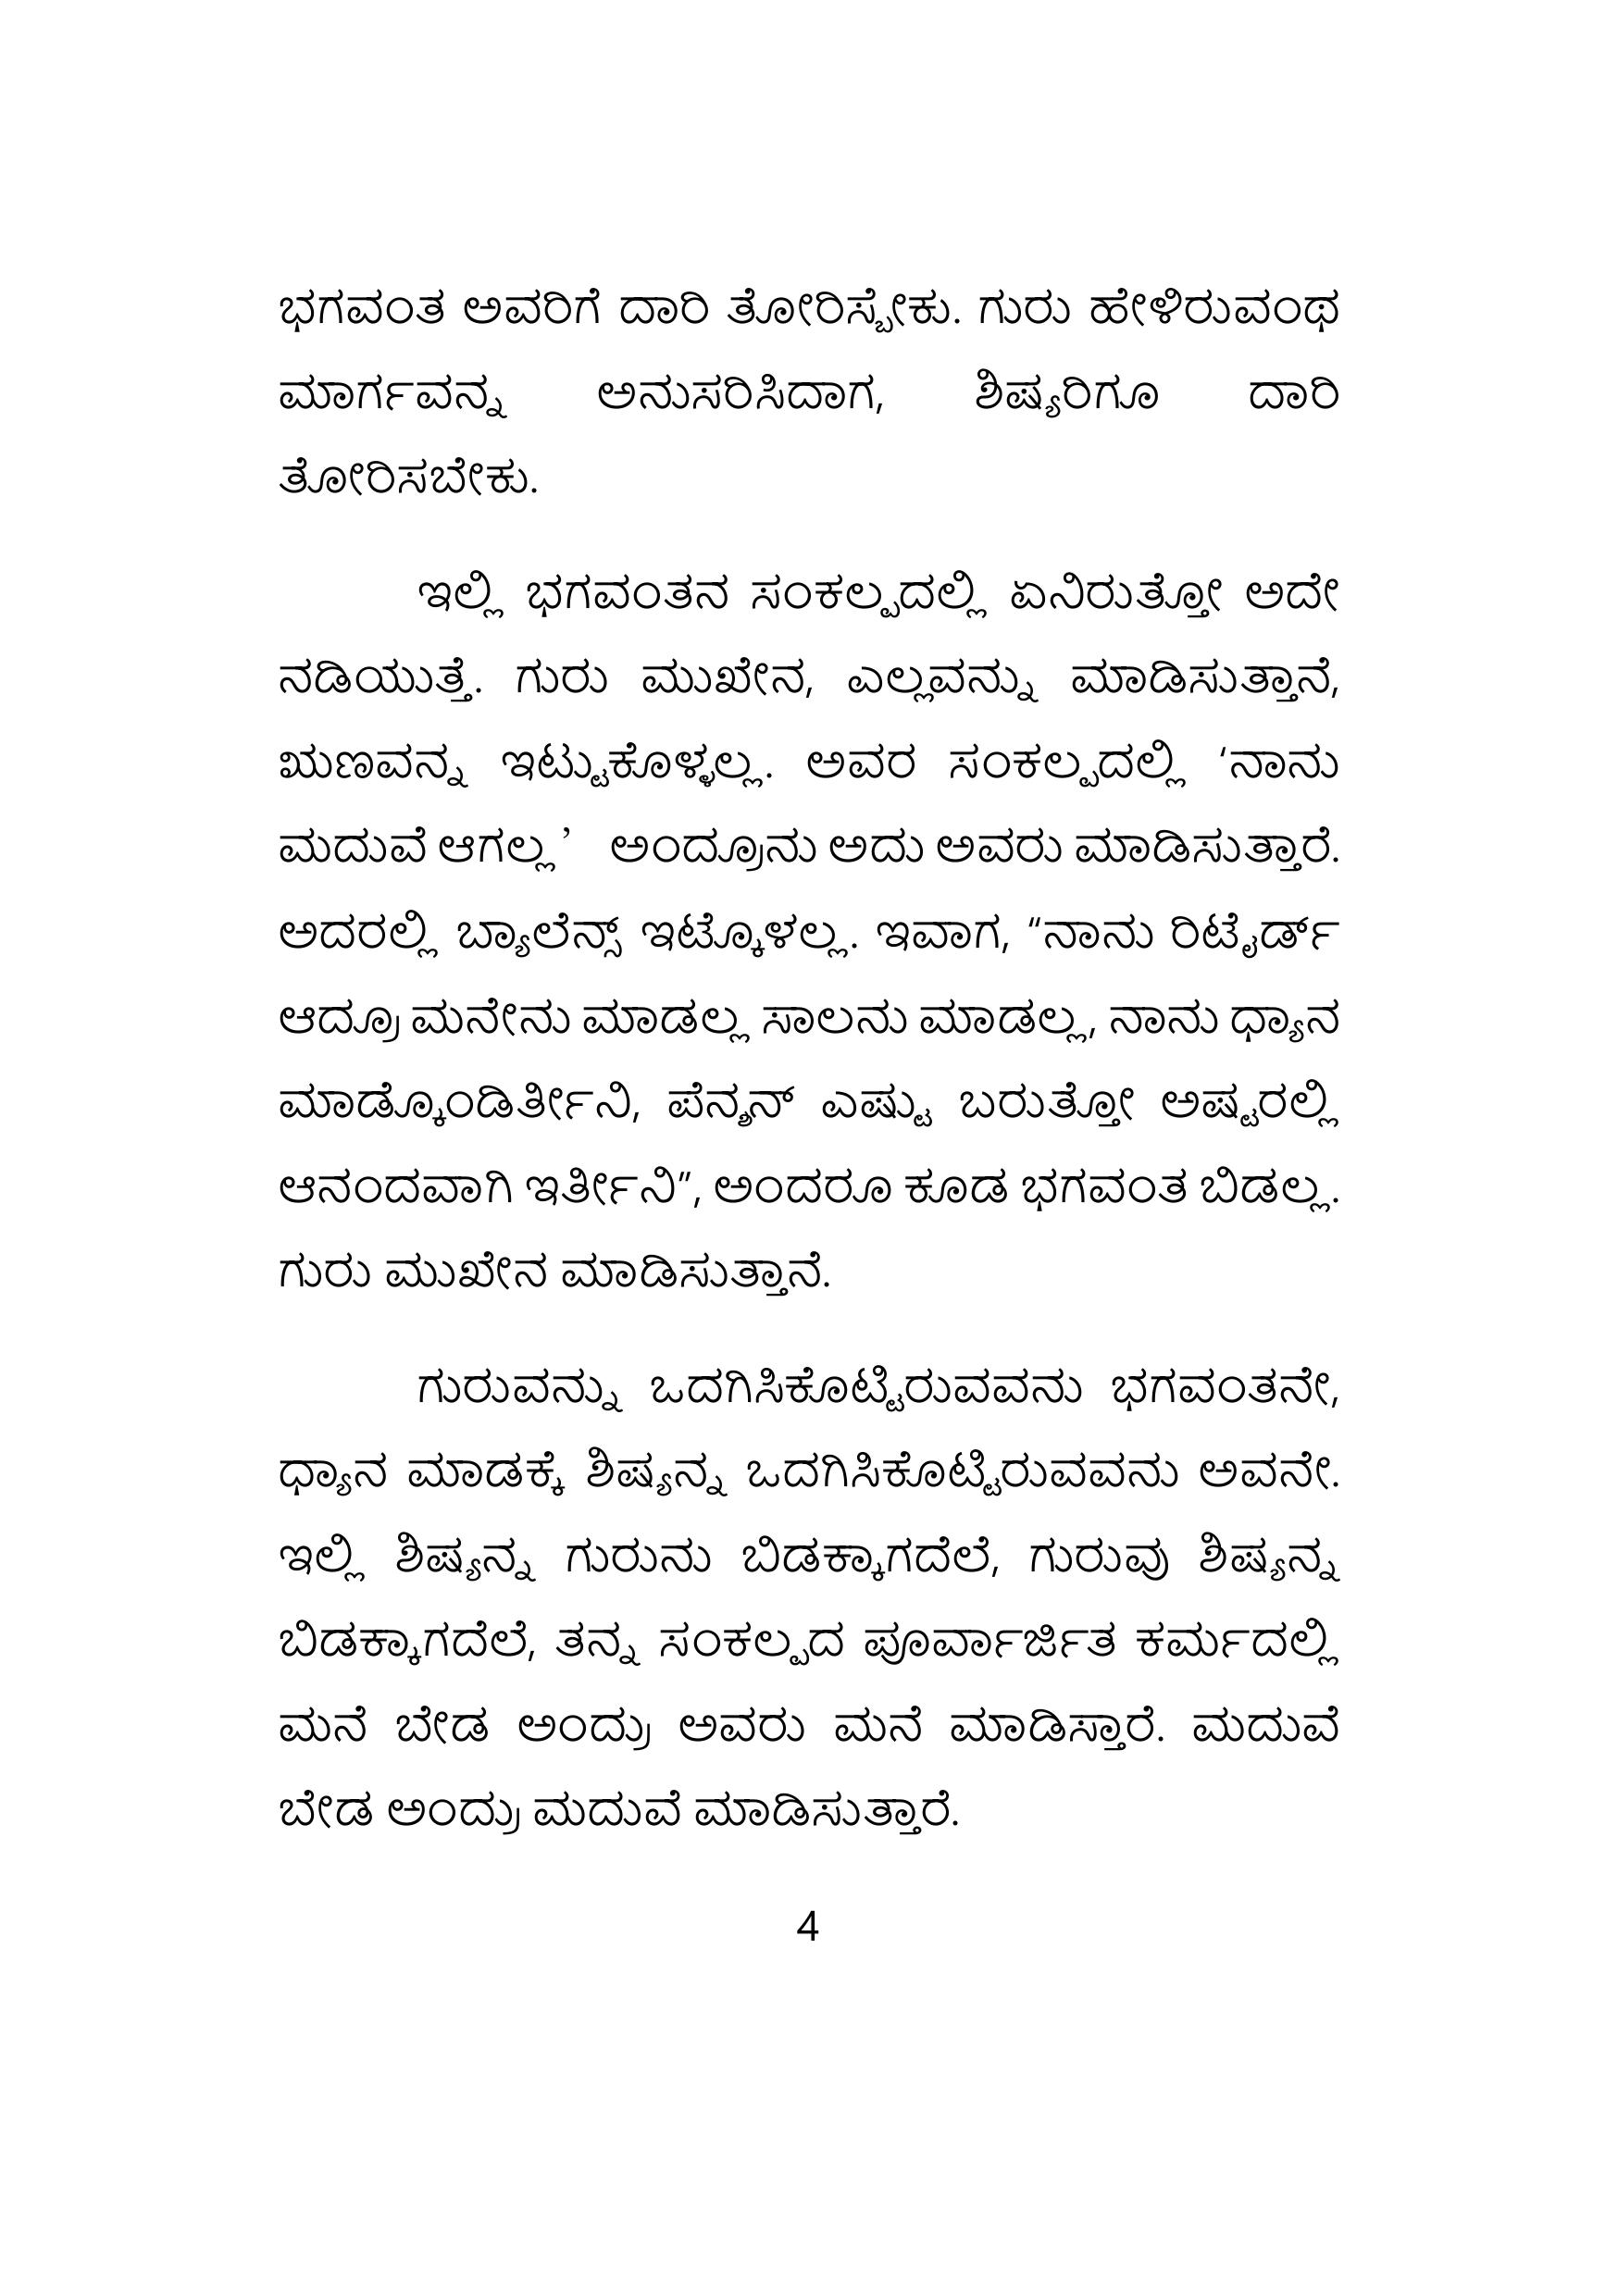 ಭಗವಂತ ಅವರಿಗೆ ದಾರಿ ತೋರಿಸ್ಬೇಕು. ಗುರು ಹೇಳಿರುವಂಥ
ಮಾರ್ಗವನ್ನ ಅನುಸರಿಸಿದಾಗ, ಶಿಷ್ಯರಿಗೂ ದಾರಿ
ತೋರಿಸಬೇಕು.
ಇಲ್ಲಿ ಭಗವಂತನ ಸಂಕಲ್ಪದಲ್ಲಿ ಏನಿರುತ್ತೋ ಅದೇ
ನಡಿಯುತ್ತೆ. ಗುರು ಮುಖೇನ, ಎಲ್ಲವನ್ನು ಮಾಡಿಸುತ್ತಾನೆ,
ಋಣವನ್ನ ಇಟ್ಟುಕೊಳ್ಳಲ್ಲ. ಅವರ ಸಂಕಲ್ಪದಲ್ಲಿ ‘ನಾನು
ಮದುವೆ ಆಗಲ್ಲ’ ಅಂದ್ರೂನು ಅದು ಅವರು ಮಾಡಿಸುತ್ತಾರೆ.
ಅದರಲ್ಲಿ ಬ್ಯಾಲೆನ್ಸ್ ಇಟ್ಕೊಳಲ್ಲ. ಇವಾಗ, “ನಾನು ರಿಟೈರ್ಡ್
ಆದ್ರೂ ಮನೇನು ಮಾಡಲ್ಲ ಸಾಲನು ಮಾಡಲ್ಲ, ನಾನು ಧ್ಯಾನ
ಮಾಡ್ಕೊಂಡಿರ್ತೀನಿ, ಪೆನ್ಶನ್ ಎಷ್ಟು ಬರುತ್ತೋ ಅಷ್ಟರಲ್ಲಿ
ಆನಂದವಾಗಿ ಇರ್ತೀನಿ”, ಅಂದರೂ ಕೂಡ ಭಗವಂತ ಬಿಡಲ್ಲ.
ಗುರು ಮುಖೇನ ಮಾಡಿಸುತ್ತಾನೆ.
ಗುರುವನ್ನು ಒದಗಿಸಿಕೊಟ್ಟಿರುವವನು ಭಗವಂತನೇ,
ಧ್ಯಾನ ಮಾಡಕ್ಕೆ ಶಿಷ್ಯನ್ನ ಒದಗಿಸಿಕೊಟ್ಟಿರುವವನು ಅವನೇ.
ಇಲ್ಲಿ ಶಿಷ್ಯನ್ನ ಗುರುನು ಬಿಡಕ್ಕಾಗದೆಲೆ, ಗುರುವು ಶಿಷ್ಯನ್ನ
ಬಿಡಕ್ಕಾಗದೆಲೆ, ತನ್ನ ಸಂಕಲ್ಪದ ಪೂರ್ವಾರ್ಜಿತ ಕರ್ಮದಲ್ಲಿ
ಮನೆ ಬೇಡ ಅಂದ್ರು ಅವರು ಮನೆ ಮಾಡಿಸ್ತಾರೆ. ಮದುವೆ
ಬೇಡ ಅಂದ್ರು ಮದುವೆ ಮಾಡಿಸುತ್ತಾರೆ.
4